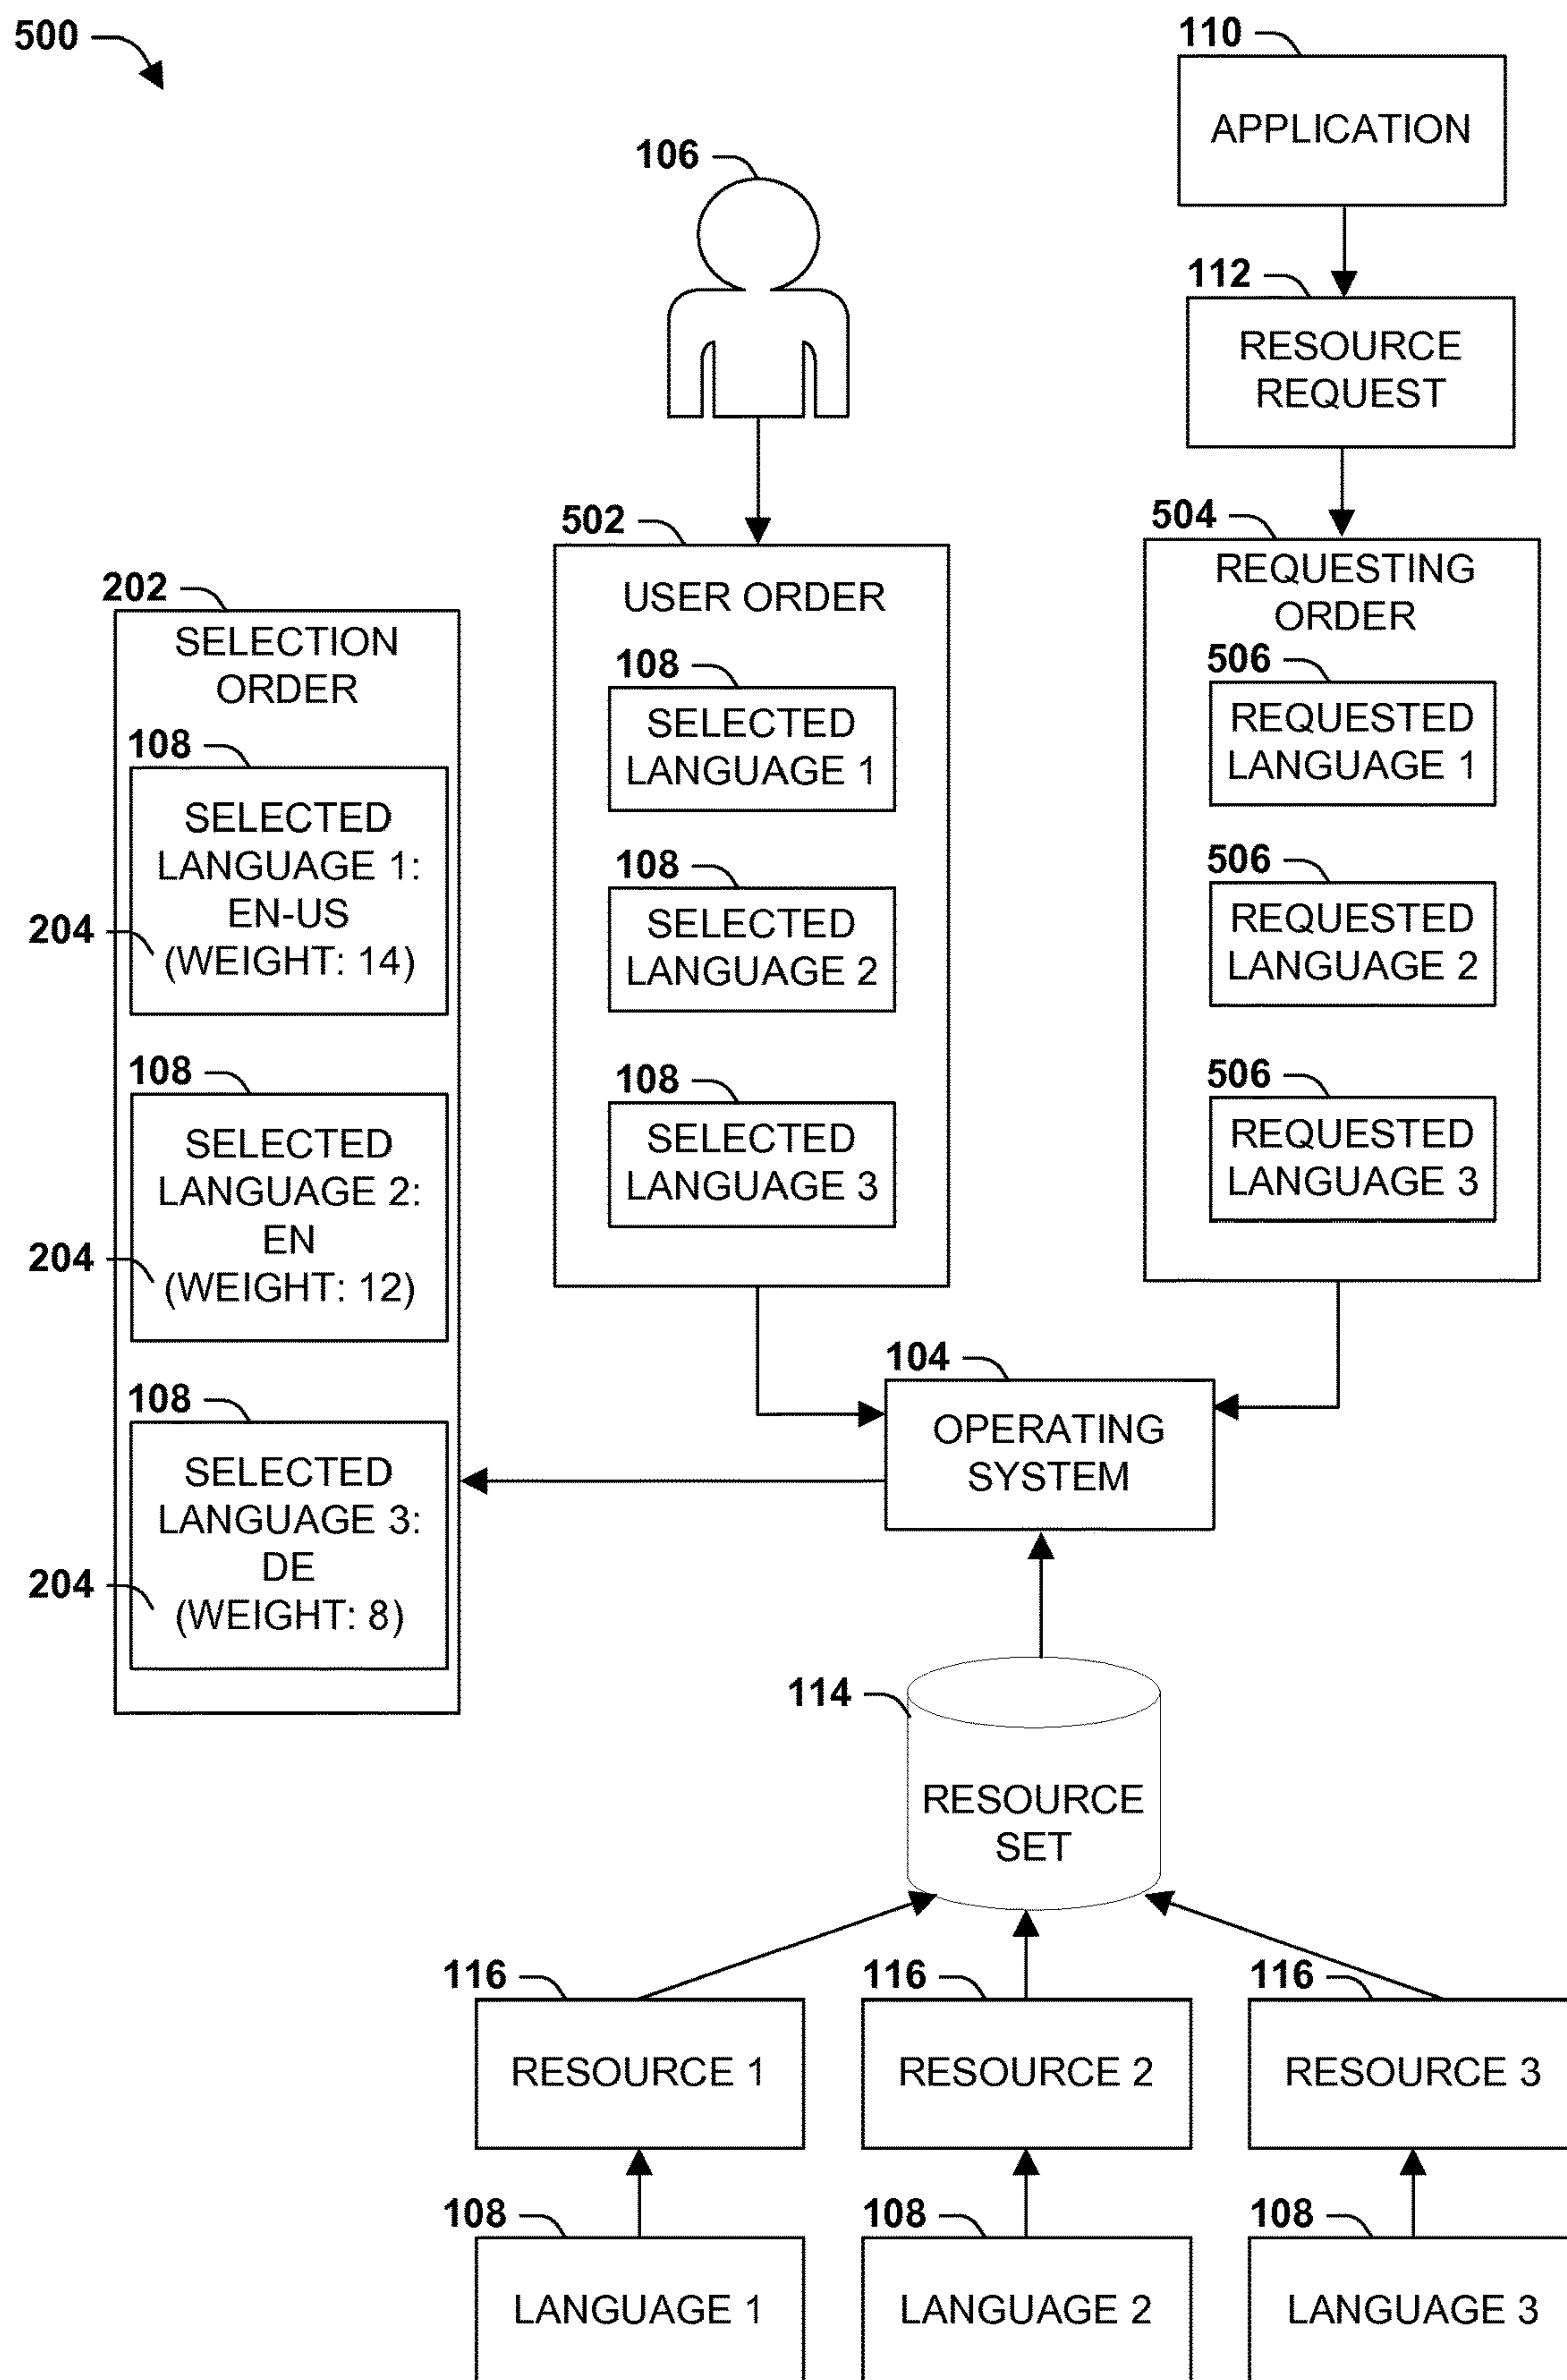 500
110
APPLICATION
106
112
RESOURCE
REQUEST
502
USER ORDER
108
SELECTED
LANGUAGE 1
108
SELECTED
LANGUAGE 2
108
SELECTED
LANGUAGE 3
504
REQUESTING
ORDER
506
REQUESTED
LANGUAGE 1
506
REQUESTED
LANGUAGE 2
506
REQUESTED
LANGUAGE 3
202
SELECTION
ORDER
108
SELECTED
LANGUAGE 1:
EN-US
204
(WEIGHT: 14)
108
SELECTED
LANGUAGE 2:
EN
204
(WEIGHT: 12)
108
SELECTED
LANGUAGE 3:
DE
204
(WEIGHT: 8)
104
OPERATING
SYSTEM
114
RESOURCE
SET
116
RESOURCE 1
116
RESOURCE 2
116
RESOURCE 3
108
LANGUAGE 1
108
LANGUAGE 2
108
LANGUAGE 3